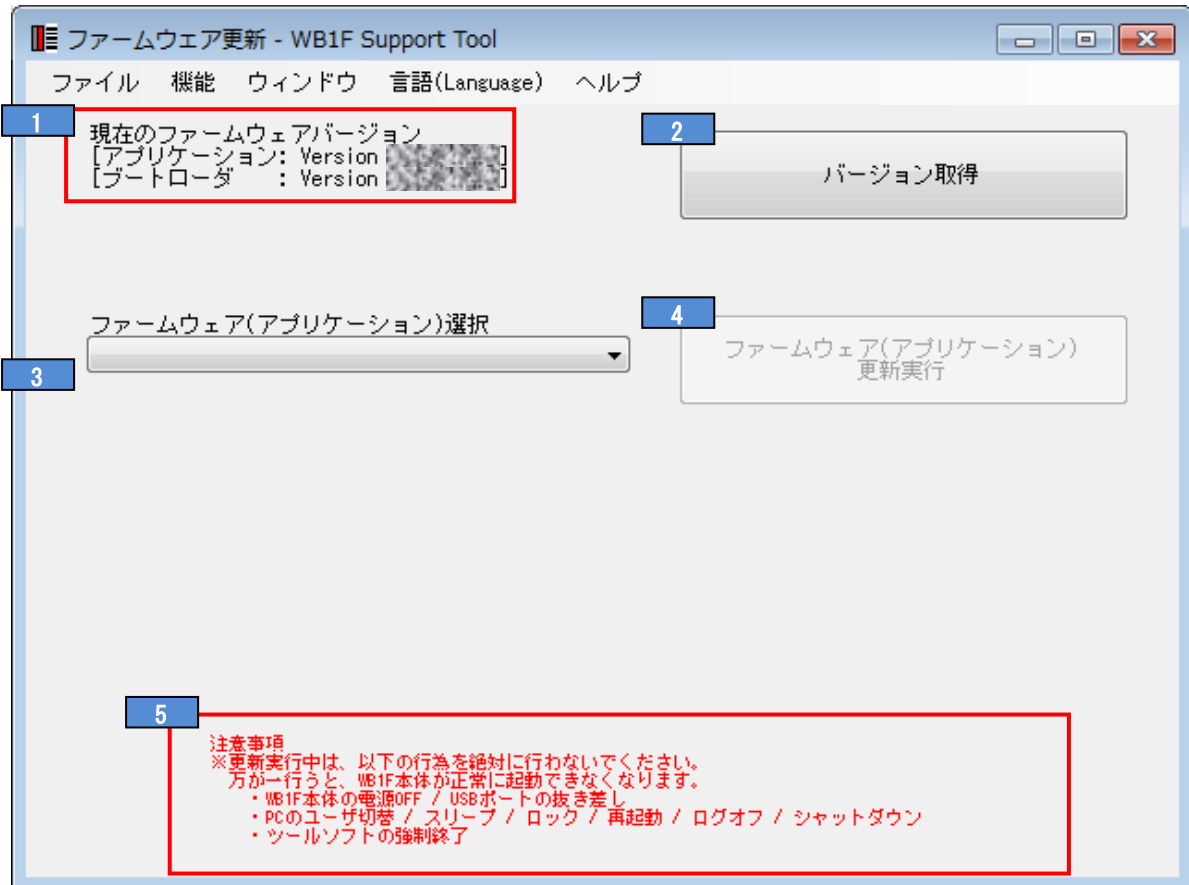 ファームウェア更新 - WB1F Support Tool
ファイル 機能 ウィンドウ 言語(Language) ヘルプ
1
現在のファームウェアバージョン
[アプリケーション: Version ]
[ブートローダ : Version ]
2
バージョン取得
ファームウェア(アプリケーション)選択
3
4
ファームウェア(アプリケーション)
更新実行
5
注意事項
※更新実行中は、以下の行為を絶対に行わないでください。
万が一行うと、WB1F本体が正常に起動できなくなります。
・WB1F本体の電源OFF / USBポートの抜き差し
・PCのユーザ切替 / スリープ / ロック / 再起動 / ログオフ / シャットダウン
・ツールソフトの強制終了